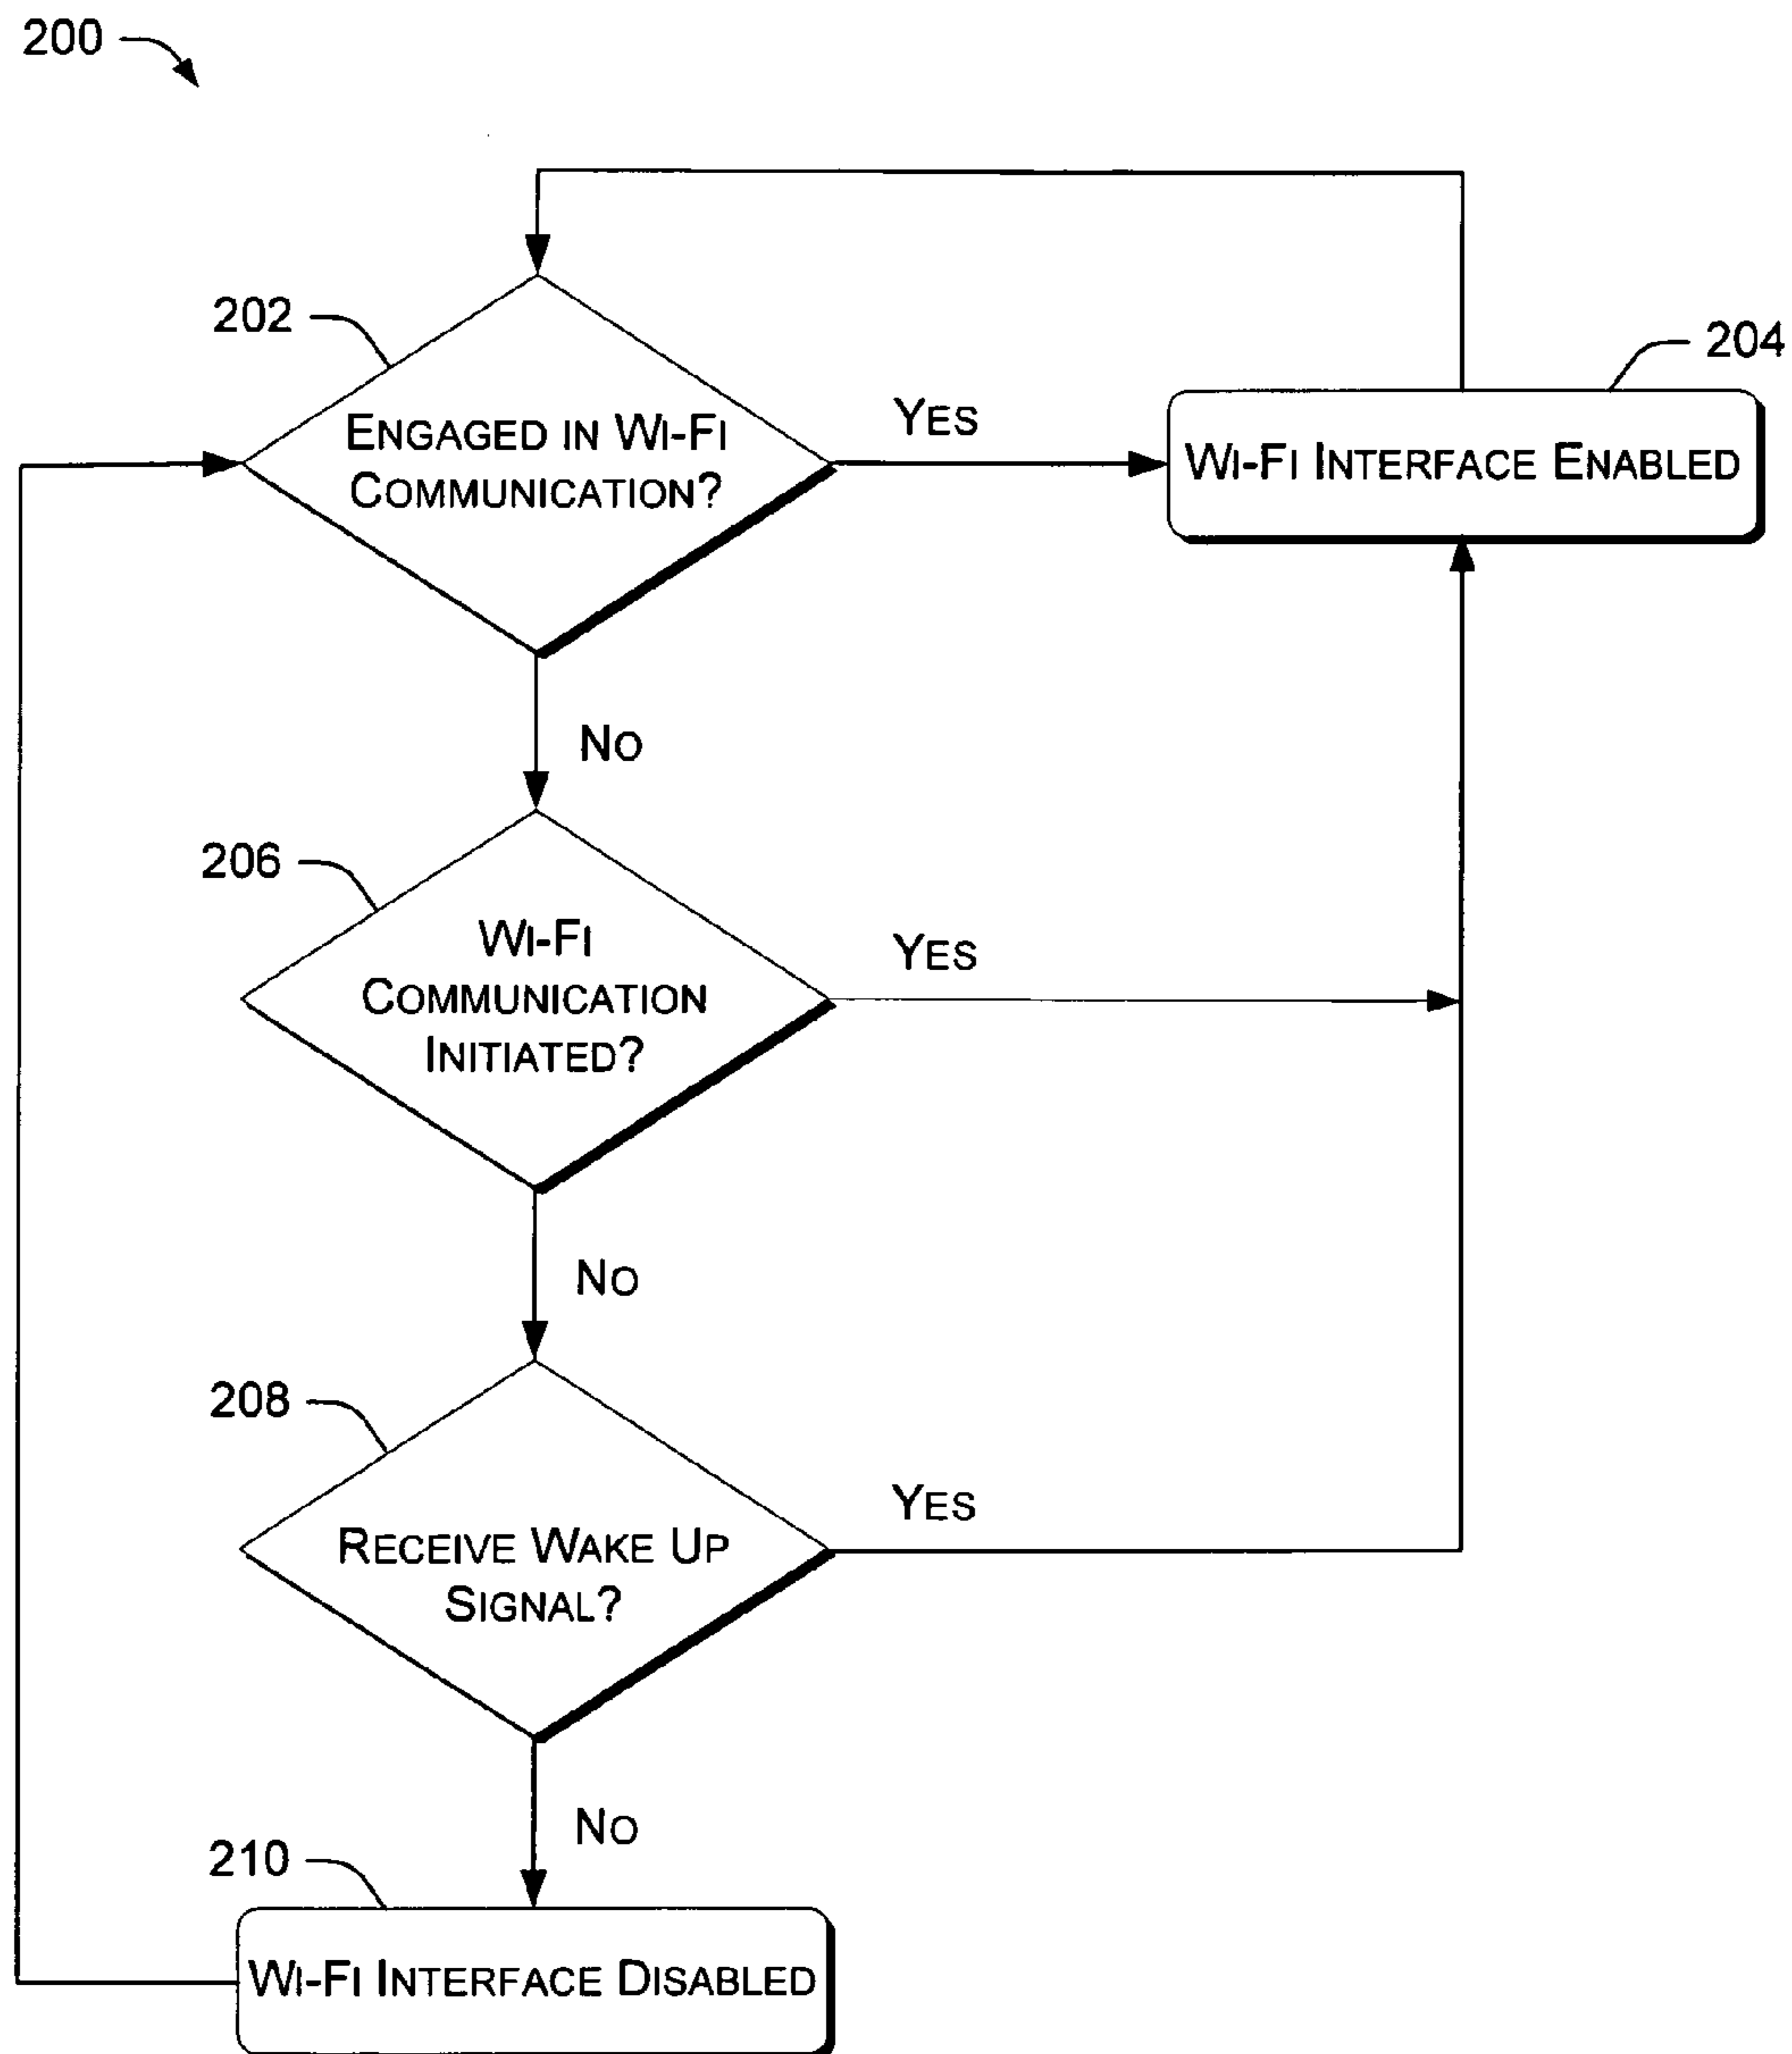 200
202
ENGAGED IN WI-FI
COMMUNICATION?
YES
204
WI-FI INTERFACE ENABLED
NO
206
WI-FI
COMMUNICATION
INITIATED?
YES
NO
208
RECEIVE WAKE UP
SIGNAL?
YES
NO
210
WI-FI INTERFACE DISABLED